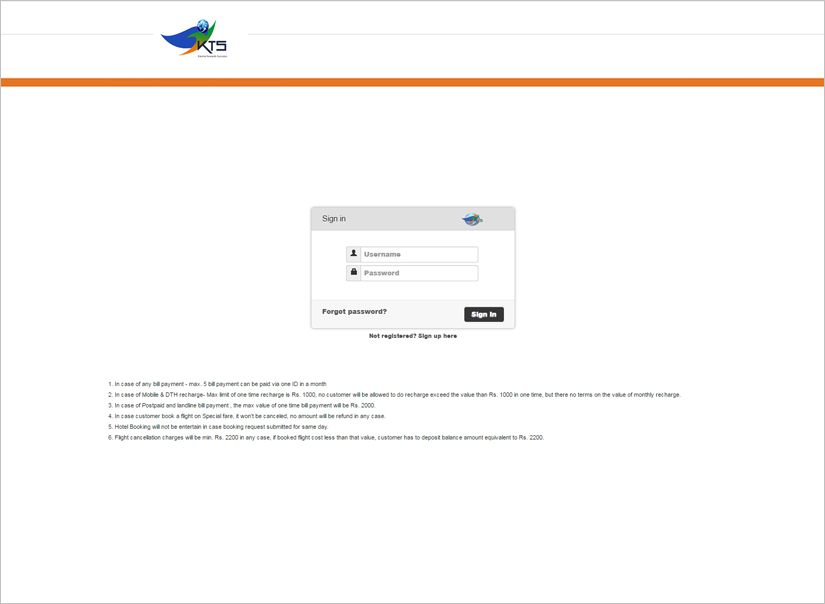 KTS
Sign in
Username
Password
Forgot password?
Sign In
Not registered? Sign up here
1. In case of any bill payment - max. 5 bill payment can be paid via one ID in a month
2. In case of Mobile & DTH recharge- Max limit of one time recharge is Rs. 1000, no customer will be allowed to do recharge exceed the value than Rs. 1000 in one time, but there no terms on the value of monthly recharge.
3. In case of Postpaid and landline bill payment , the max value of one time bill payment will be Rs. 2000.
4. In case customer book a flight on Special fare, it won't be canceled, no amount will be refund in any case.
5. Hotel Booking will not be entertain in case booking request submitted for same day.
6. Flight cancellation charges will be min. Rs. 2200 in any case, if booked flight cost less than that value, customer has to deposit balance amount equivalent to Rs. 2200.